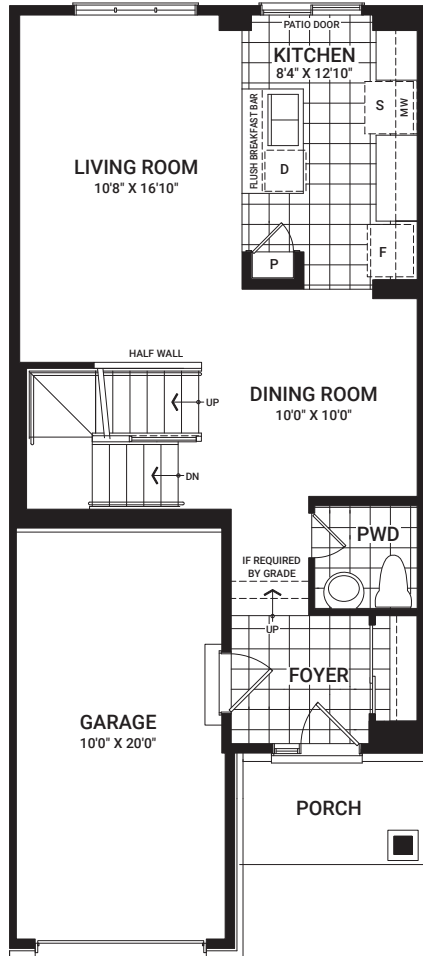 PATIO DOOR
KITCHEN
8'4" X 12'10"
S
MW
FLUSH BREAKFAST BAR
D
LIVING ROOM
10'8" X 16'10"
P
F
HALF WALL
UP
DINING ROOM
10'0" X 10'0"
DN
PWD
IF REQUIRED
BY GRADE
UP
FOYER
GARAGE
10'0" X 20'0"
PORCH